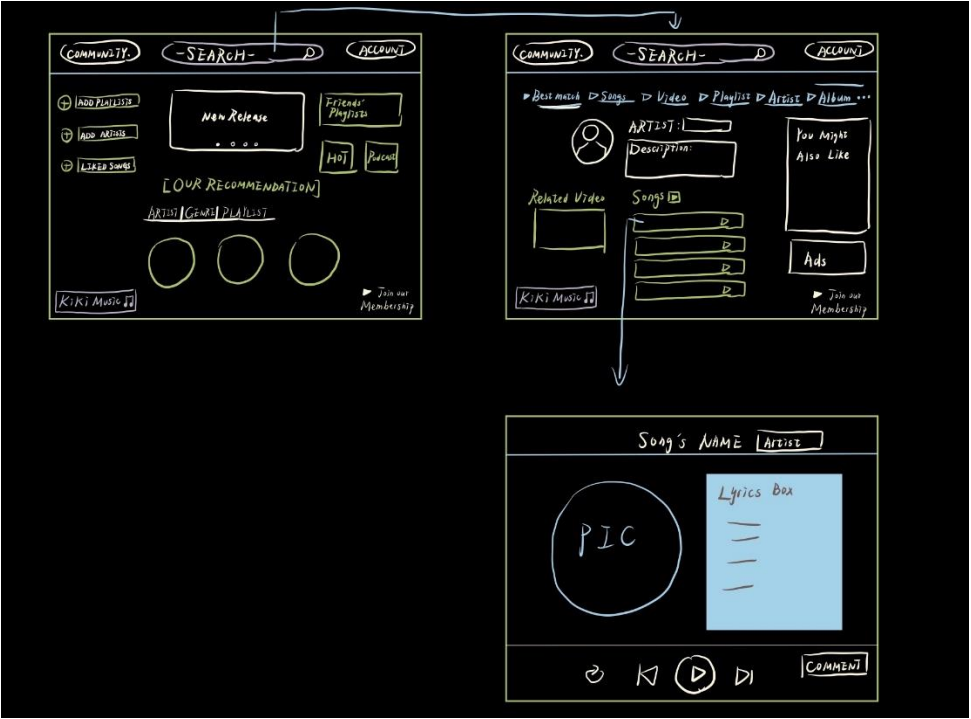 COMMUNITY.
-SEARCH-
ACCOUNT
ADD PLAYLISTS
ADD ARTISTS
LIKED SONGS
New Release
Friends'
Playlists
HOT
Podcast
[OUR RECOMMENDATION]
ARTIST|GENRE|PLAYLIST
KiKi Music
Join our
Membership
COMMUNITY.
-SEARCH-
ACCOUNT
Best match Songs Video Playlist Artist Album ...
ARTIST:
Description:
You Might
Also Like
Related Video
Songs
Ads
KiKi Music
Join our
Membership
Song's NAME Artist
PIC
Lyrics Box
COMMENT